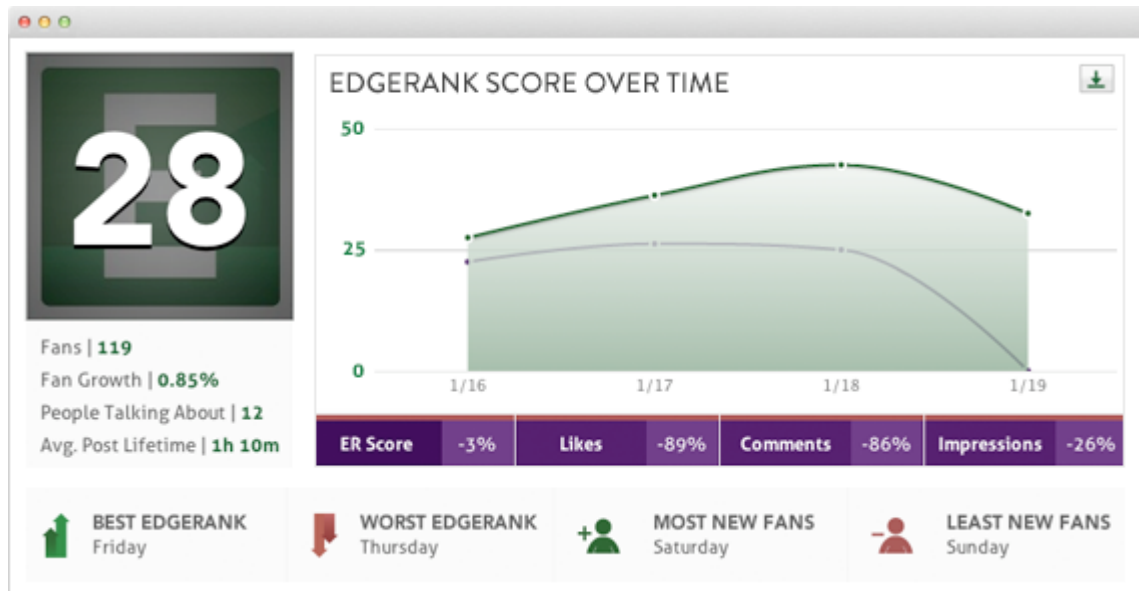 28
Fans | 119
Fan Growth | 0.85%
People Talking About | 12
Avg. Post Lifetime | 1h 10m
EDGERANK SCORE OVER TIME
50
25
0
1/16 1/17 1/18 1/19
ER Score -3% Likes -89% Comments -86% Impressions -26%
BEST EDGERANK
Friday
WORST EDGERANK
Thursday
MOST NEW FANS
Saturday
LEAST NEW FANS
Sunday